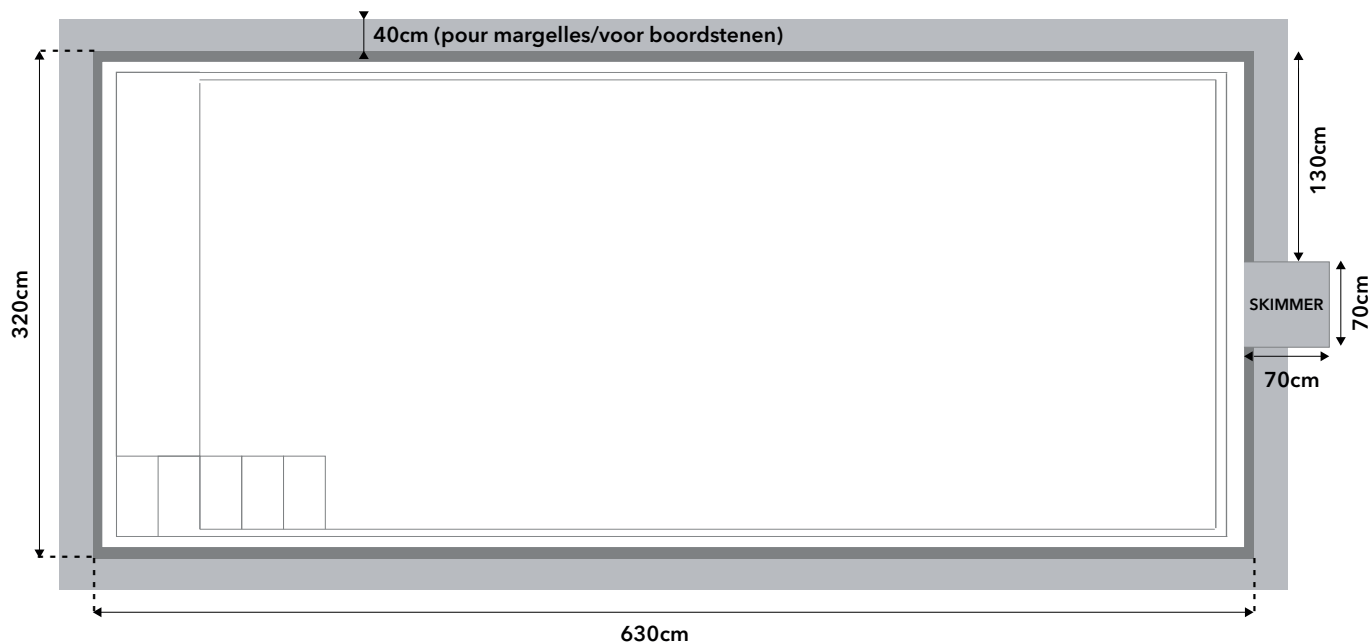 40cm (pour margelles/voor boordstenen)
130cm
320cm
SKIMMER
70cm
70cm
630cm